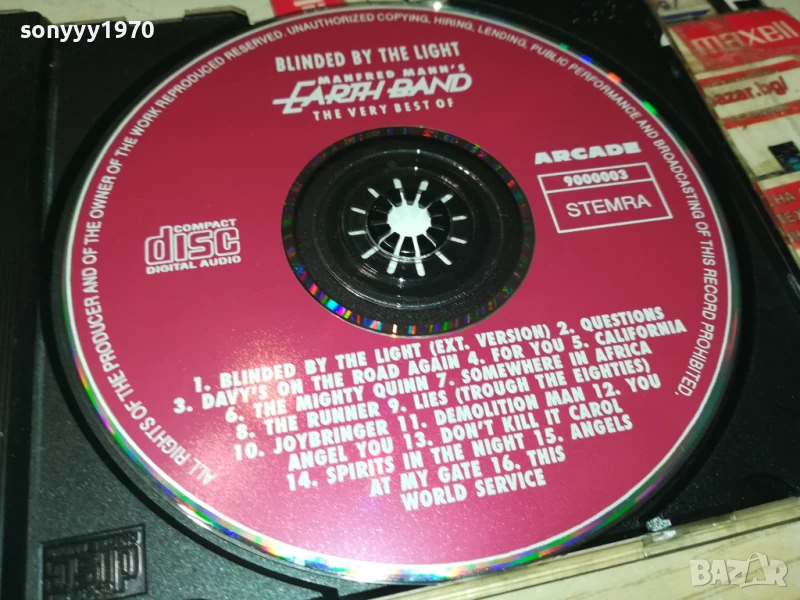 sonyyy1970
ALL RIGHTS OF THE PRODUCER AND OF THE OWNER OF THE WORK REPRODUCED RESERVED. UNAUTHORIZED COPYING, HIRING, LENDING, PUBLIC PERFORMANCE AND BROADCASTING OF THIS RECORD PROHIBITED.
BLINDED BY THE LIGHT
MANFRED MANN'S
EARTH BAND
THE VERY BEST OF
ARCADE
9000003
STEMRA
COMPACT
disc
DIGITAL AUDIO
1. BLINDED BY THE LIGHT (EXT. VERSION) 2. QUESTIONS
3. DAVY'S ON THE ROAD AGAIN 4. FOR YOU 5. CALIFORNIA
6. THE MIGHTY QUINN 7. SOMEWHERE IN AFRICA
8. THE RUNNER 9. LIES (TROUGH THE EIGHTIES)
10. JOYBRINGER 11. DEMOLITION MAN 12. YOU
ANGEL YOU 13. DON'T KILL IT CAROL
14. SPIRITS IN THE NIGHT 15. ANGELS
AT MY GATE 16. THIS
WORLD SERVICE
maxell
bazar.bg/
BAZAR